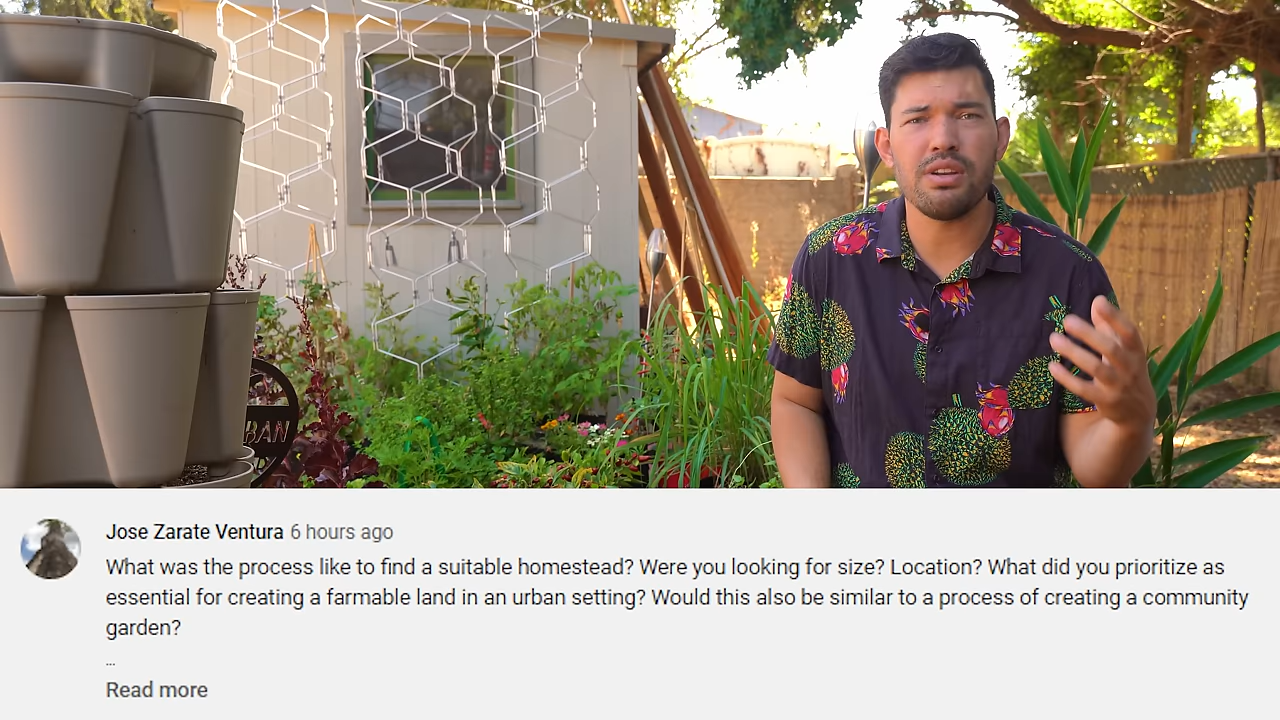 BAN
Jose Zarate Ventura 6 hours ago
What was the process like to find a suitable homestead? Were you looking for size? Location? What did you prioritize as
essential for creating a farmable land in an urban setting? Would this also be similar to a process of creating a community
garden?
...
Read more